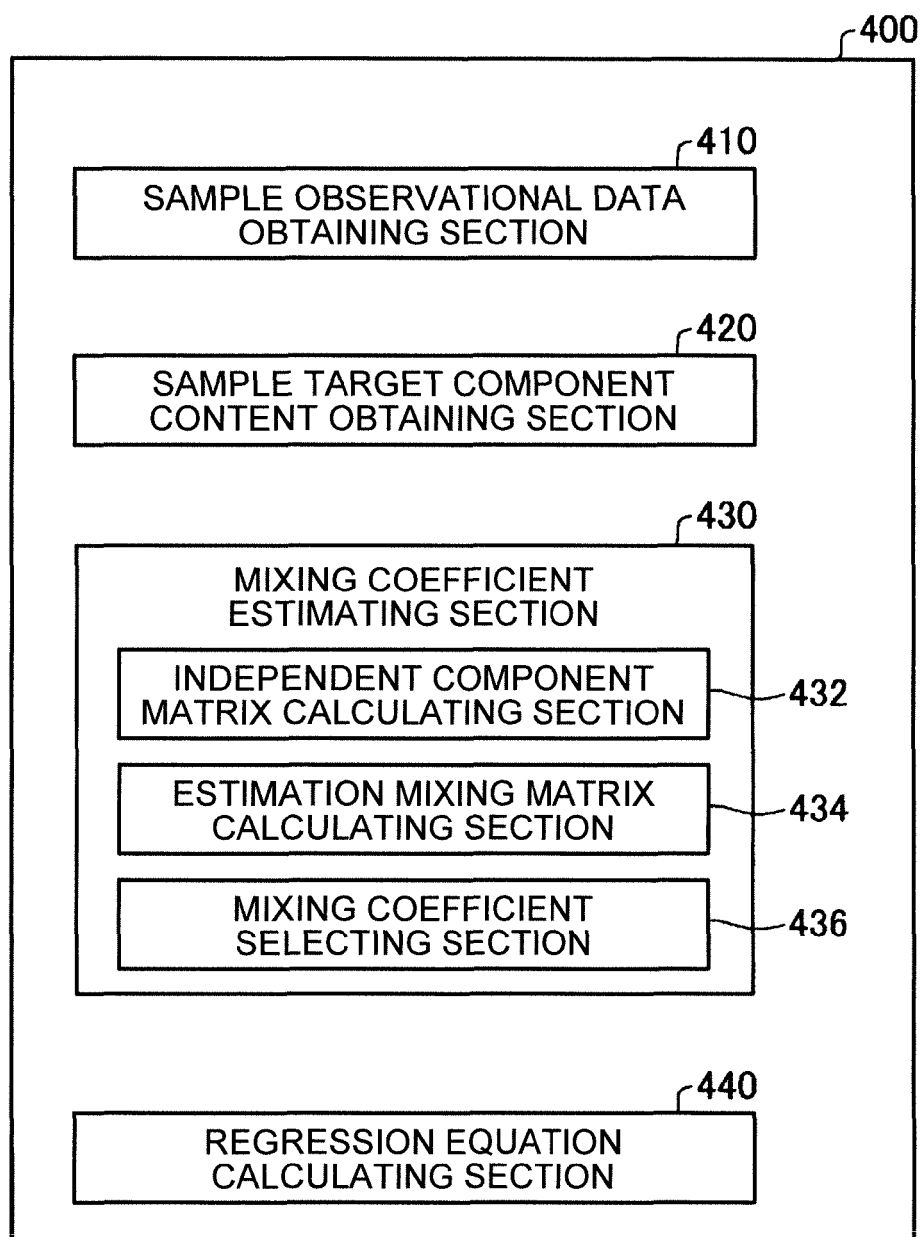 400
410
SAMPLE OBSERVATIONAL DATA
OBTAINING SECTION
420
SAMPLE TARGET COMPONENT
CONTENT OBTAINING SECTION
430
MIXING COEFFICIENT
ESTIMATING SECTION
INDEPENDENT COMPONENT
MATRIX CALCULATING SECTION
432
ESTIMATION MIXING MATRIX
CALCULATING SECTION
434
MIXING COEFFICIENT
SELECTING SECTION
436
440
REGRESSION EQUATION
CALCULATING SECTION